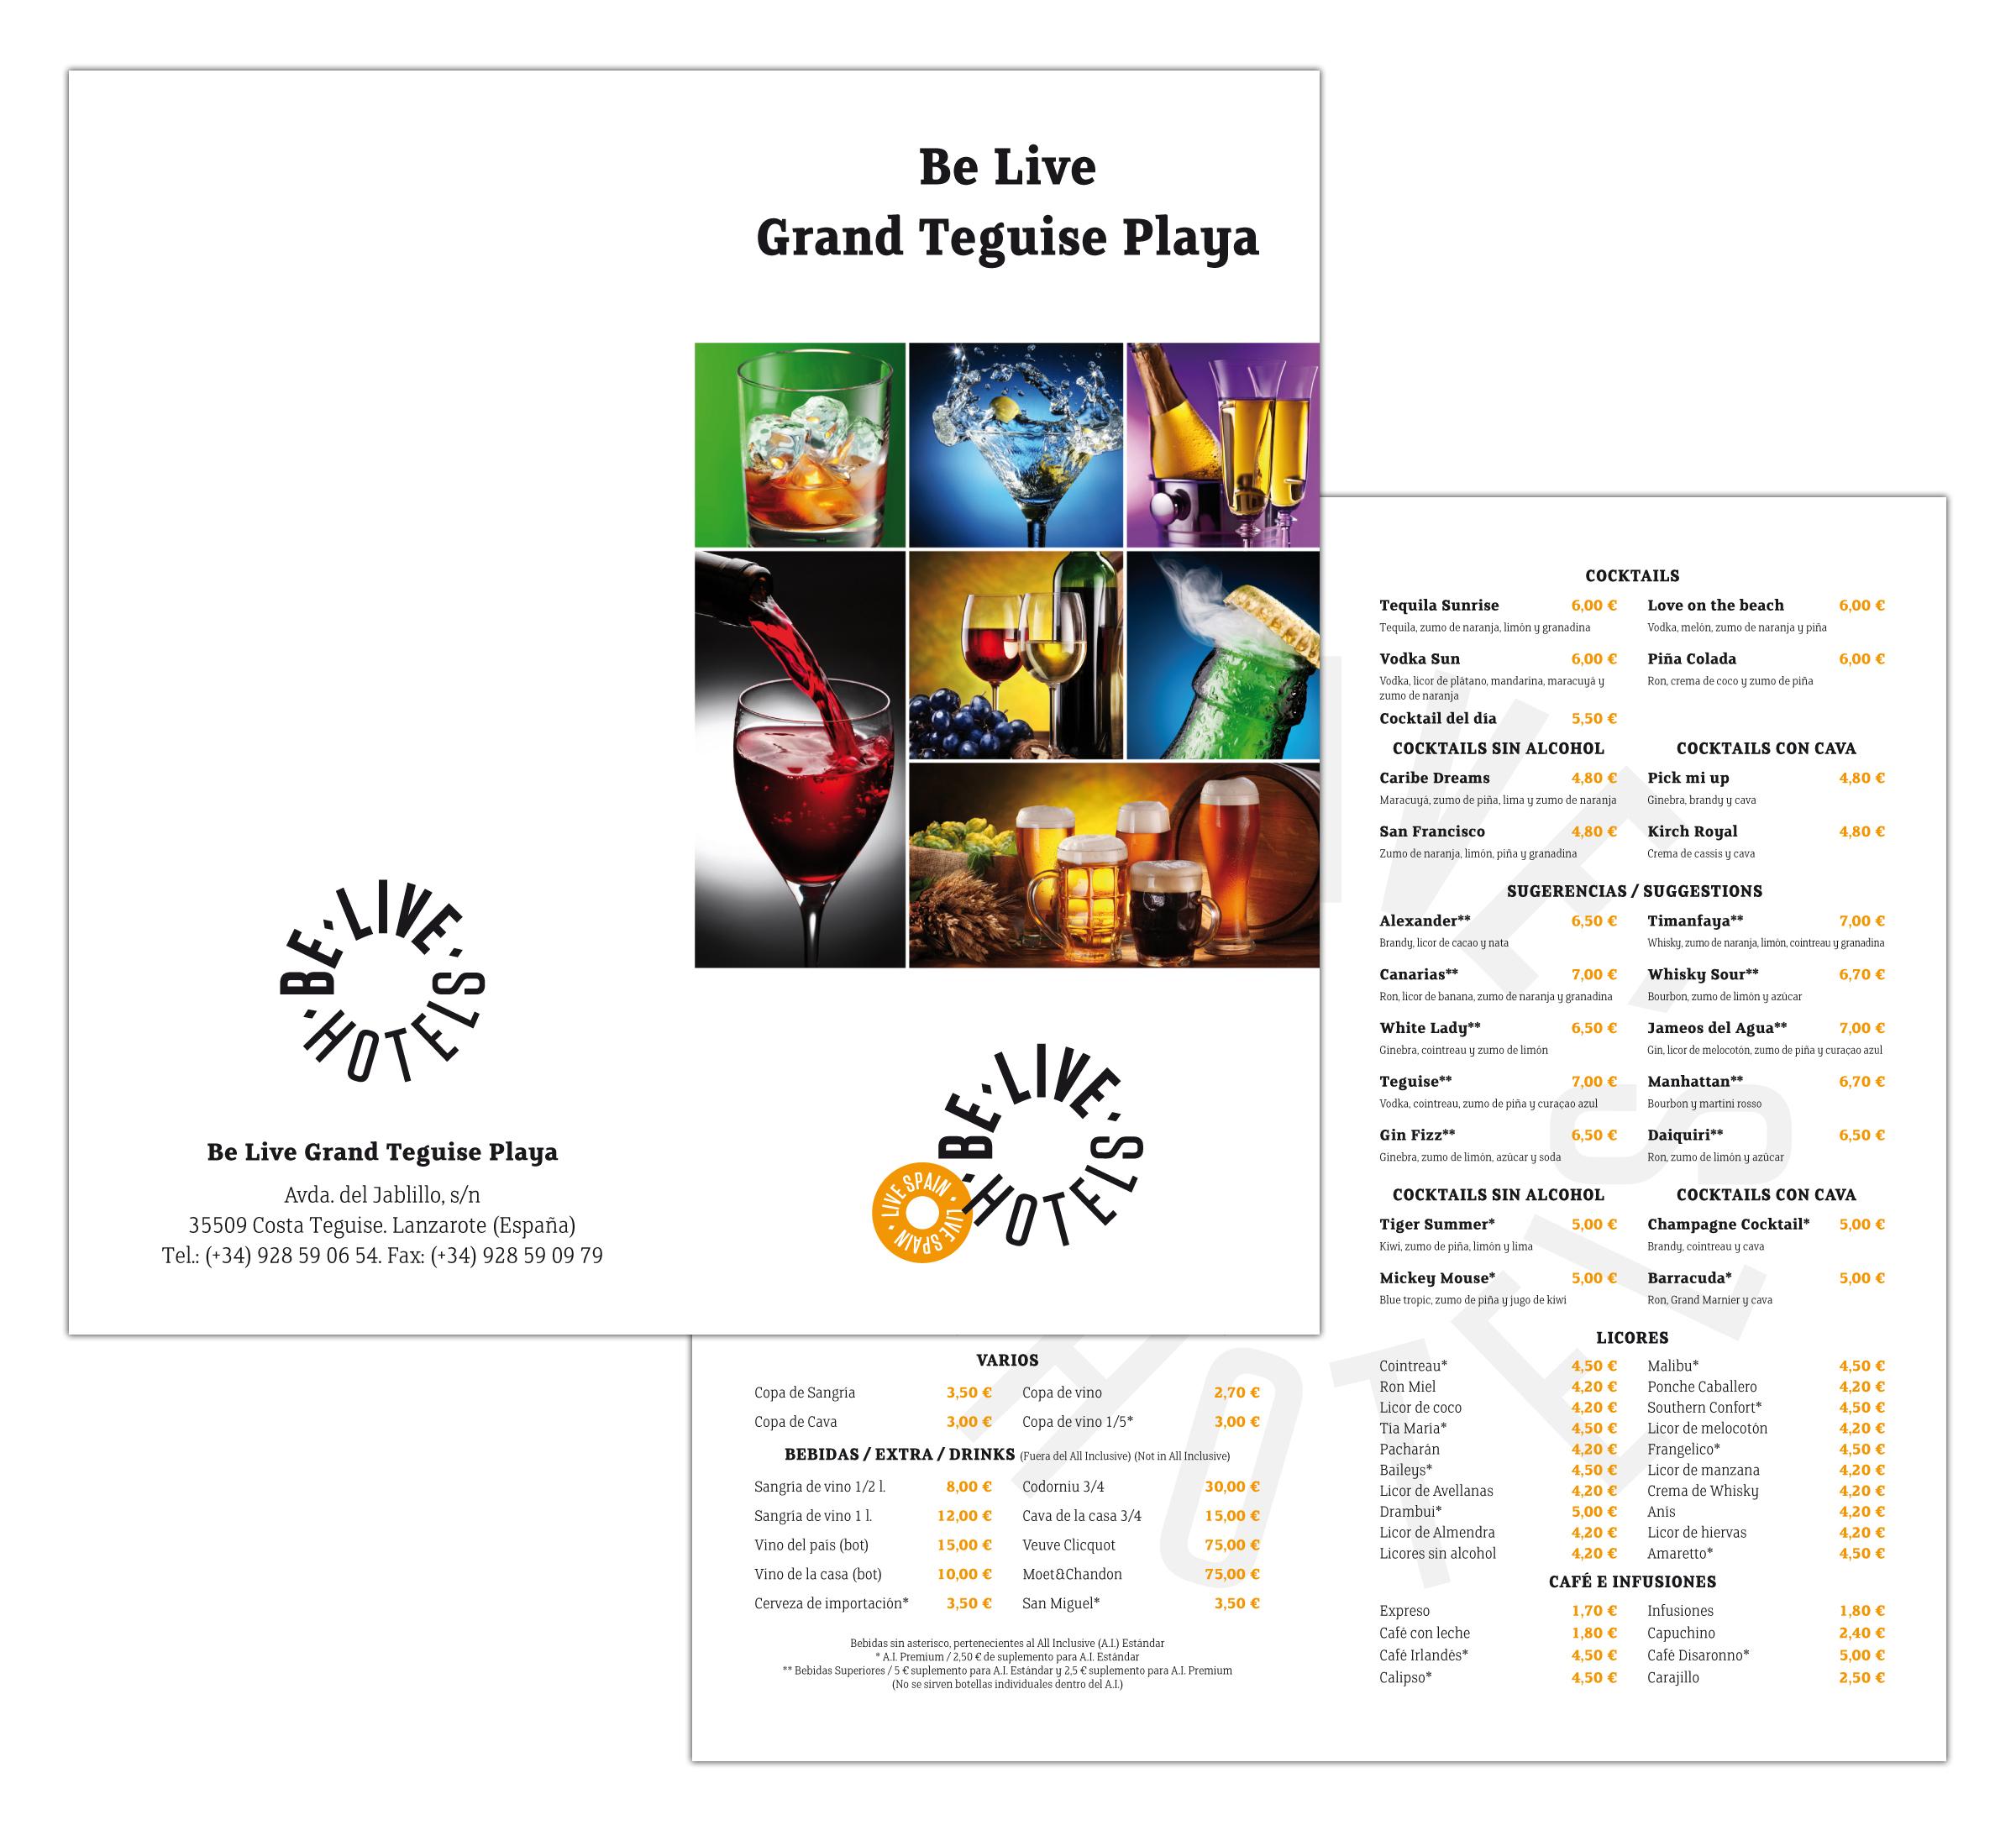 Be Live
Grand Teguise Playa
BE·LIVE·HOTELS
Be Live Grand Teguise Playa
Avda. del Jablillo, s/n
35509 Costa Teguise. Lanzarote (España)
Tel.: (+34) 928 59 06 54. Fax: (+34) 928 59 09 79
BE·LIVE·HOTELS
LIVE SPAIN · LIVE SPAIN ·
VARIOS
Copa de Sangria 3,50 € Copa de vino 2,70 €
Copa de Cava 3,00 € Copa de vino 1/5* 3,00 €
BEBIDAS / EXTRA / DRINKS (Fuera del All Inclusive) (Not in All Inclusive)
Sangria de vino 1/2 l. 8,00 € Codorniu 3/4 30,00 €
Sangria de vino 1 l. 12,00 € Cava de la casa 3/4 15,00 €
Vino del pais (bot) 15,00 € Veuve Clicquot 75,00 €
Vino de la casa (bot) 10,00 € Moet&Chandon 75,00 €
Cerveza de importación* 3,50 € San Miguel* 3,50 €
Bebidas sin asterisco, pertenecientes al All Inclusive (A.I.) Estándar
* A.I. Premium / 2,50 € de suplemento para A.I. Estándar
** Bebidas Superiores / 5 € suplemento para A.I. Estándar y 2,5 € suplemento para A.I. Premium
(No se sirven botellas individuales dentro del A.I.)
COCKTAILS
Tequila Sunrise 6,00 € Love on the beach 6,00 €
Tequila, zumo de naranja, limón y granadina Vodka, melón, zumo de naranja y piña
Vodka Sun 6,00 € Piña Colada 6,00 €
Vodka, licor de plátano, mandarina, maracuyá y Ron, crema de coco y zumo de piña
zumo de naranja
Cocktail del día 5,50 €
COCKTAILS SIN ALCOHOL COCKTAILS CON CAVA
Caribe Dreams 4,80 € Pick mi up 4,80 €
Maracuyá, zumo de piña, lima y zumo de naranja Ginebra, brandy y cava
San Francisco 4,80 € Kirch Royal 4,80 €
Zumo de naranja, limón, piña y granadina Crema de cassis y cava
SUGERENCIAS / SUGGESTIONS
Alexander** 6,50 € Timanfaya** 7,00 €
Brandy, licor de cacao y nata Whisky, zumo de naranja, limón, cointreau y granadina
Canarias** 7,00 € Whisky Sour** 6,70 €
Ron, licor de banana, zumo de naranja y granadina Bourbon, zumo de limón y azúcar
White Lady** 6,50 € Jameos del Agua** 7,00 €
Ginebra, cointreau y zumo de limón Gin, licor de melocotón, zumo de piña y curaçao azul
Teguise** 7,00 € Manhattan** 6,70 €
Vodka, cointreau, zumo de piña y curaçao azul Bourbon y martini rosso
Gin Fizz** 6,50 € Daiquiri** 6,50 €
Ginebra, zumo de limón, azúcar y soda Ron, zumo de limón y azúcar
COCKTAILS SIN ALCOHOL COCKTAILS CON CAVA
Tiger Summer* 5,00 € Champagne Cocktail* 5,00 €
Kiwi, zumo de piña, limón y lima Brandy, cointreau y cava
Mickey Mouse* 5,00 € Barracuda* 5,00 €
Blue tropic, zumo de piña y jugo de kiwi Ron, Grand Marnier y cava
LICORES
Cointreau* 4,50 € Malibu* 4,50 €
Ron Miel 4,20 € Ponche Caballero 4,20 €
Licor de coco 4,20 € Southern Confort* 4,50 €
Tia Maria* 4,50 € Licor de melocotón 4,20 €
Pacharán 4,20 € Frangelico* 4,50 €
Baileys* 4,50 € Licor de manzana 4,20 €
Licor de Avellanas 4,20 € Crema de Whisky 4,20 €
Drambui* 5,00 € Anis 4,20 €
Licor de Almendra 4,20 € Licor de hiervas 4,20 €
Licores sin alcohol 4,20 € Amaretto* 4,50 €
CAFÉ E INFUSIONES
Expreso 1,70 € Infusiones 1,80 €
Café con leche 1,80 € Capuchino 2,40 €
Café Irlandés* 4,50 € Café Disaronno* 5,00 €
Calipso* 4,50 € Carajillo 2,50 €